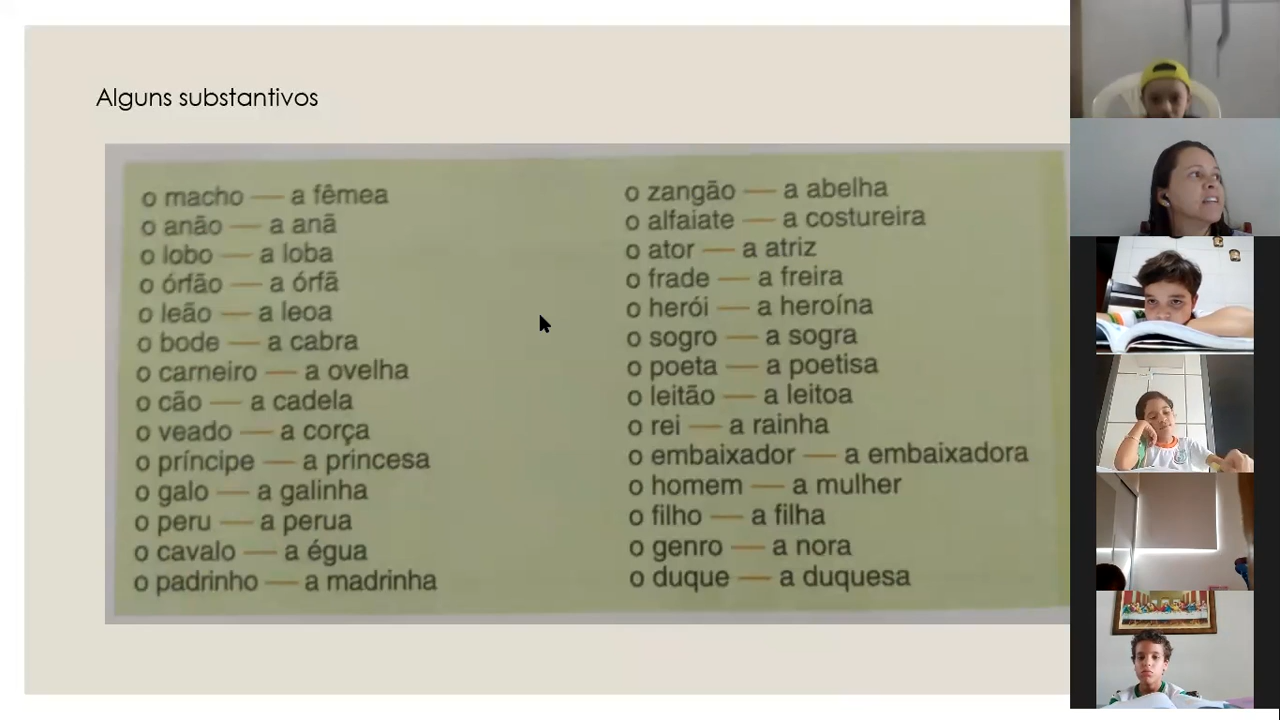 Alguns substantivos
o macho — a fêmea
o anão — a anã
o lobo — a loba
o órfão — a órfã
o leão — a leoa
o bode — a cabra
o carneiro — a ovelha
o cão — a cadela
o veado — a corça
o príncipe — a princesa
o galo — a galinha
o peru — a perua
o cavalo — a égua
o padrinho — a madrinha
o zangão — a abelha
o alfaiate — a costureira
o ator — a atriz
o frade — a freira
o herói — a heroína
o sogro — a sogra
o poeta — a poetisa
o leitão — a leitoa
o rei — a rainha
o embaixador — a embaixadora
o homem — a mulher
o filho — a filha
o genro — a nora
o duque — a duquesa